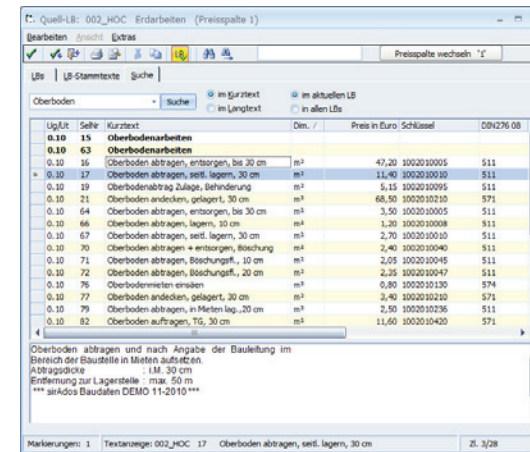 Quell-LB: 002_HOC Erdarbeiten (Preisspalte 1)
Bearbeiten Ansicht Extras
LB Preisspalte wechseln "1"
LBs LB-Stammtexte Suche
Oberboden Suche im Kurztext im aktuellen LB
im Langtext in allen LBs
Ug/Ut SelNr Kurztext Dim. / Preis in Euro Schlüssel DIN276 08
0.10 15 Oberbodenarbeiten
0.10 63 Oberbodenarbeiten
0.10 16 Oberboden abtragen, entsorgen, bis 30 cm m² 47,20 1002010005 511
» 0.10 17 Oberboden abtragen, seitl. lagern, 30 cm m² 11,40 1002010010 511
0.10 19 Oberbodenabtrag Zulage, Behinderung m² 5,15 1002010095 511
0.10 21 Oberboden andecken, gelagert, 30 cm m² 68,50 1002010210 571
0.10 64 Oberboden abtragen, entsorgen, bis 30 cm m² 3,50 1002010005 511
0.10 66 Oberboden abtragen, lagern, 10 cm m² 1,20 1002010008 511
0.10 67 Oberboden abtragen, seitl. lagern, 30 cm m² 2,70 1002010010 511
0.10 70 Oberboden abtragen + entsorgen, Böschung m² 2,40 1002010040 511
0.10 71 Oberboden abtragen, Böschungsfl., 10 cm m² 2,05 1002010045 511
0.10 72 Oberboden abtragen, Böschungsfl., 20 cm m² 2,35 1002010047 511
0.10 76 Oberbodenmieten einsäen m² 0,80 1002010130 574
0.10 77 Oberboden andecken, gelagert, 30 cm m² 3,40 1002010210 571
0.10 79 Oberboden abtragen, in Mieten lag.,20 cm m² 2,50 1002010236 511
0.10 82 Oberboden auftragen, TG, 30 cm m² 11,60 1002010420 571
Oberboden abtragen und nach Angabe der Bauleitung im
Bereich der Baustelle in Mieten aufsetzen.
Abtragsdicke : i.M. 30 cm
Entfernung zur Lagerstelle : max. 50 m
*** sirAdos Baudaten DEMO 11-2010 ***
Markierungen: 1 Textanzeige: 002_HOC 17 Oberboden abtragen, seitl. lagern, 30 cm Zl. 3/28